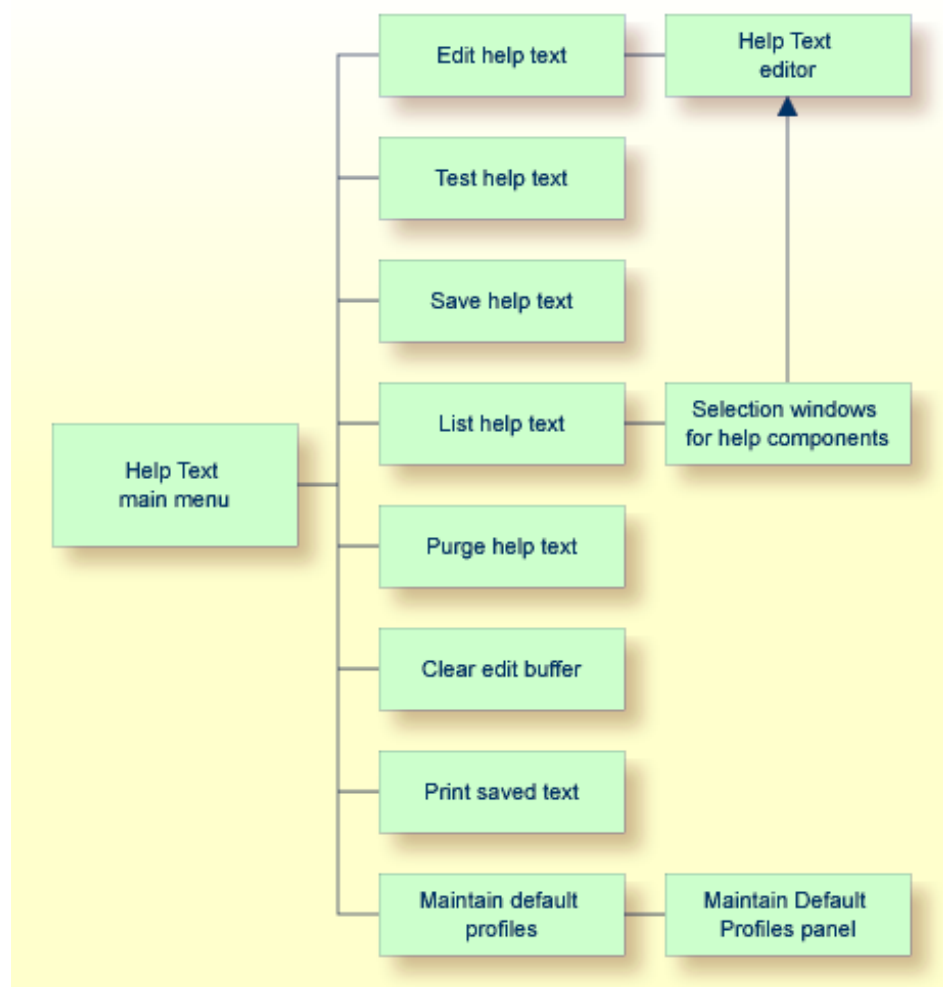 Edit help text
Help Text
editor
Test help text
Save help text
List help text
Selection windows
for help components
Help Text
main menu
Purge help text
Clear edit buffer
Print saved text
Maintain default
profiles
Maintain Default
Profiles panel